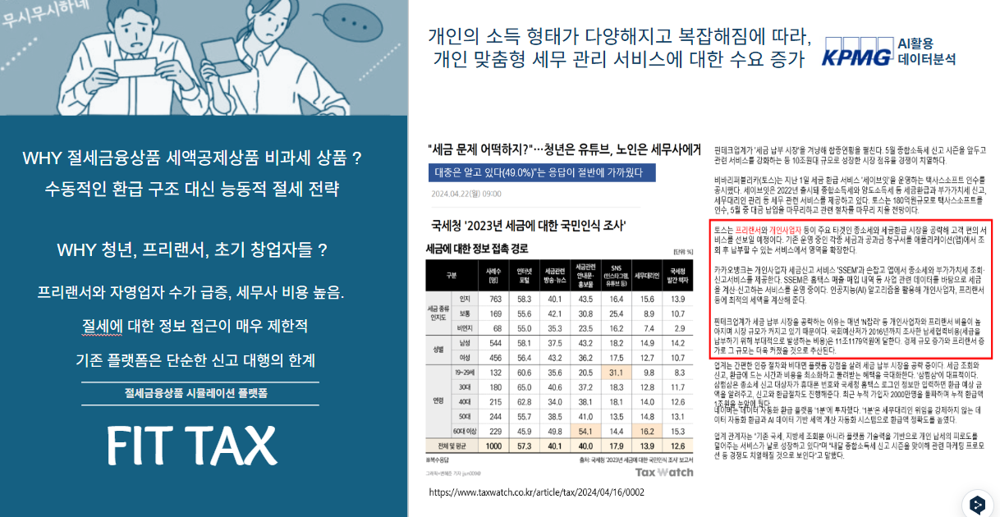 무시무시하네
WHY 절세금융상품 세액공제상품 비과세 상품 ?
수동적인 환급 구조 대신 능동적 절세 전략
WHY 청년, 프리랜서, 초기 창업자들 ?
프리랜서와 자영업자 수가 급증, 세무사 비용 높음.
절세에 대한 정보 접근이 매우 제한적
기존 플랫폼은 단순한 신고 대행의 한계
절세금융상품 시뮬레이션 플랫폼
FIT TAX
개인의 소득 형태가 다양해지고 복잡해짐에 따라,
개인 맞춤형 세무 관리 서비스에 대한 수요 증가
KPMG
AI활용
데이터분석
"세금 문제 어떡하지?"···청년은 유튜브, 노인은 세무사에게
대중은 알고 있다(49.0%)"는 응답이 절반에 가까웠다
2024.04.22(월) 09:00
국세청 '2023년 세금에 대한 국민인식 조사'
세금에 대한 정보 접촉 경로
[단위: %]
구분 사례수 [명] 인터넷 포털 세금관련 방송·뉴스 세금관련 안내문·홍보물 SNS (인스타그램, 유튜브 등) 세무대리인 국세청 발간 책자
세금 종류 인지도 인지 763 58.3 40.1 43.5 16.4 15.6 13.9
보통 169 55.6 42.1 30.8 25.4 8.9 10.7
비인지 68 55.0 35.3 23.5 16.2 7.4 2.9
성별 남성 544 58.1 37.5 43.2 18.2 14.9 14.2
여성 456 56.4 43.2 36.2 17.5 12.7 10.7
연령 19~29세 132 60.6 35.6 20.5 31.1 9.8 8.3
30대 180 65.0 40.6 37.2 18.3 12.8 11.7
40대 215 62.8 34.0 38.1 18.1 14.0 12.6
50대 244 55.7 38.5 41.0 13.5 14.8 13.1
60대 이상 229 45.9 49.8 54.1 14.4 16.2 15.3
전체 및 평균 1000 57.3 40.1 40.0 17.9 13.9 12.6
※복수응답
출처: 국세청 '2023년 세금에 대한 국민인식 조사' 보고서
Tax Watch
https://www.taxwatch.co.kr/article/tax/2024/04/16/0002
핀테크업계가 '세금 납부 시장'을 겨냥해 합종연횡을 펼친다. 5월 종합소득세 신고 시즌을 앞두고
관련 서비스를 강화하는 등 10조원대 규모로 성장한 시장 점유율 경쟁이 치열하다.
비바리퍼블리카(토스)는 지난 1일 세금 환급 서비스 '세이브잇'을 운영하는 택사스소프트 인수를
공시했다. 세이브잇은 2022년 출시돼 종합소득세와 양도소득세 등 세금환급과 부가가치세 신고,
세무대리인 관리 등 세무 관련 서비스를 제공하고 있다. 토스는 180억원규모로 택사스소프트를
인수, 5월 중 대금 납입을 마무리하고 관련 절차를 마무리 지을 전망이다.
토스는 프리랜서와 개인사업자 등이 주요 타겟인 종소세와 세금환급 시장을 공략해 고객 편의 서
비스를 선보일 예정이다. 기존 운영 중인 각종 세금과 공과금 청구서를 애플리케이션(앱)에서 조
회 후 납부할 수 있는 서비스에서 영역을 확장한다.
카카오뱅크는 개인사업자 세금신고 서비스 'SSEM'과 손잡고 앱에서 종소세와 부가가치세 조회·
신고서비스를 제공한다. SSEM은 홈택스 매출 매입 내역 등 사업 관련 데이터를 바탕으로 세금
을 계산·신고하는 서비스를 운영 중이다. 인공지능(AI) 알고리즘을 활용해 개인사업자, 프리랜서
등에 최적의 세액을 계산해 준다.
핀테크업계가 세금 납부 시장을 공략하는 이유는 매년 'N잡러' 등 개인사업자와 프리랜서 비율이 높
아지며 시장 규모가 커지고 있기 때문이다. 국회예산처가 2016년까지 조사한 납세협력비용(세금을
납부하기 위해 부대적으로 발생하는 비용)은 11조1179억원에 달한다. 경제 규모 증가와 프리랜서 증
가로 그 규모는 더욱 커졌을 것으로 추산된다.
업계는 간편한 인증 절차와 비대면 플랫폼 강점을 살려 세금 납부 시장을 공략 중이다. 세금 조회와
신고, 환급에 드는 시간과 비용을 최소화하고 돌려받는 혜택을 극대화한다. '삼쩜삼'이 대표적이다.
삼쩜삼은 종소세 신고 대상자가 휴대폰 번호와 국세청 홈택스 로그인 정보만 입력하면 환급 예상 금
액을 알려주고, 신고와 환급절차도 진행해준다. 최근 누적 가입자 2000만명을 돌파하며 누적 환급액
1조원을 눈앞에 뒀다.
데이터 자동화 환급 플랫폼 '1분'에 투자했다. '1분'은 세무대리인 위임을 강제하지 않는 데
이터 자동화 환급과 AI 데이터 기반 세액 계산 자동화 시스템으로 환급액 정확도를 높였다.
업계 관계자는 "기존 국세, 지방세 조회뿐 아니라 플랫폼 기술력을 기반으로 개인 납세의 피로도를
덜어주는 서비스가 날로 성장하고 있다"며 "내달 종합소득세 신고 시즌을 맞이해 관련 마케팅 프로모
션 등 경쟁도 치열해질 것으로 보인다"고 말했다.